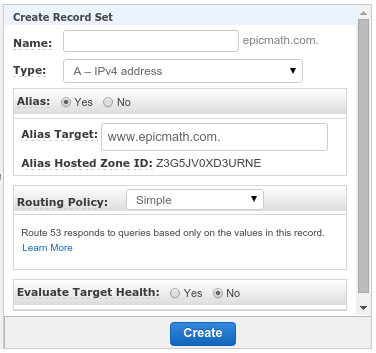 Create Record Set
Name: epicmath.com.
Type: A – IPv4 address
Alias: Yes No
Alias Target: www.epicmath.com.
Alias Hosted Zone ID: Z3G5JV0XD3URNE
Routing Policy: Simple
Route 53 responds to queries based only on the values in this record.
Learn More
Evaluate Target Health: Yes No
Create